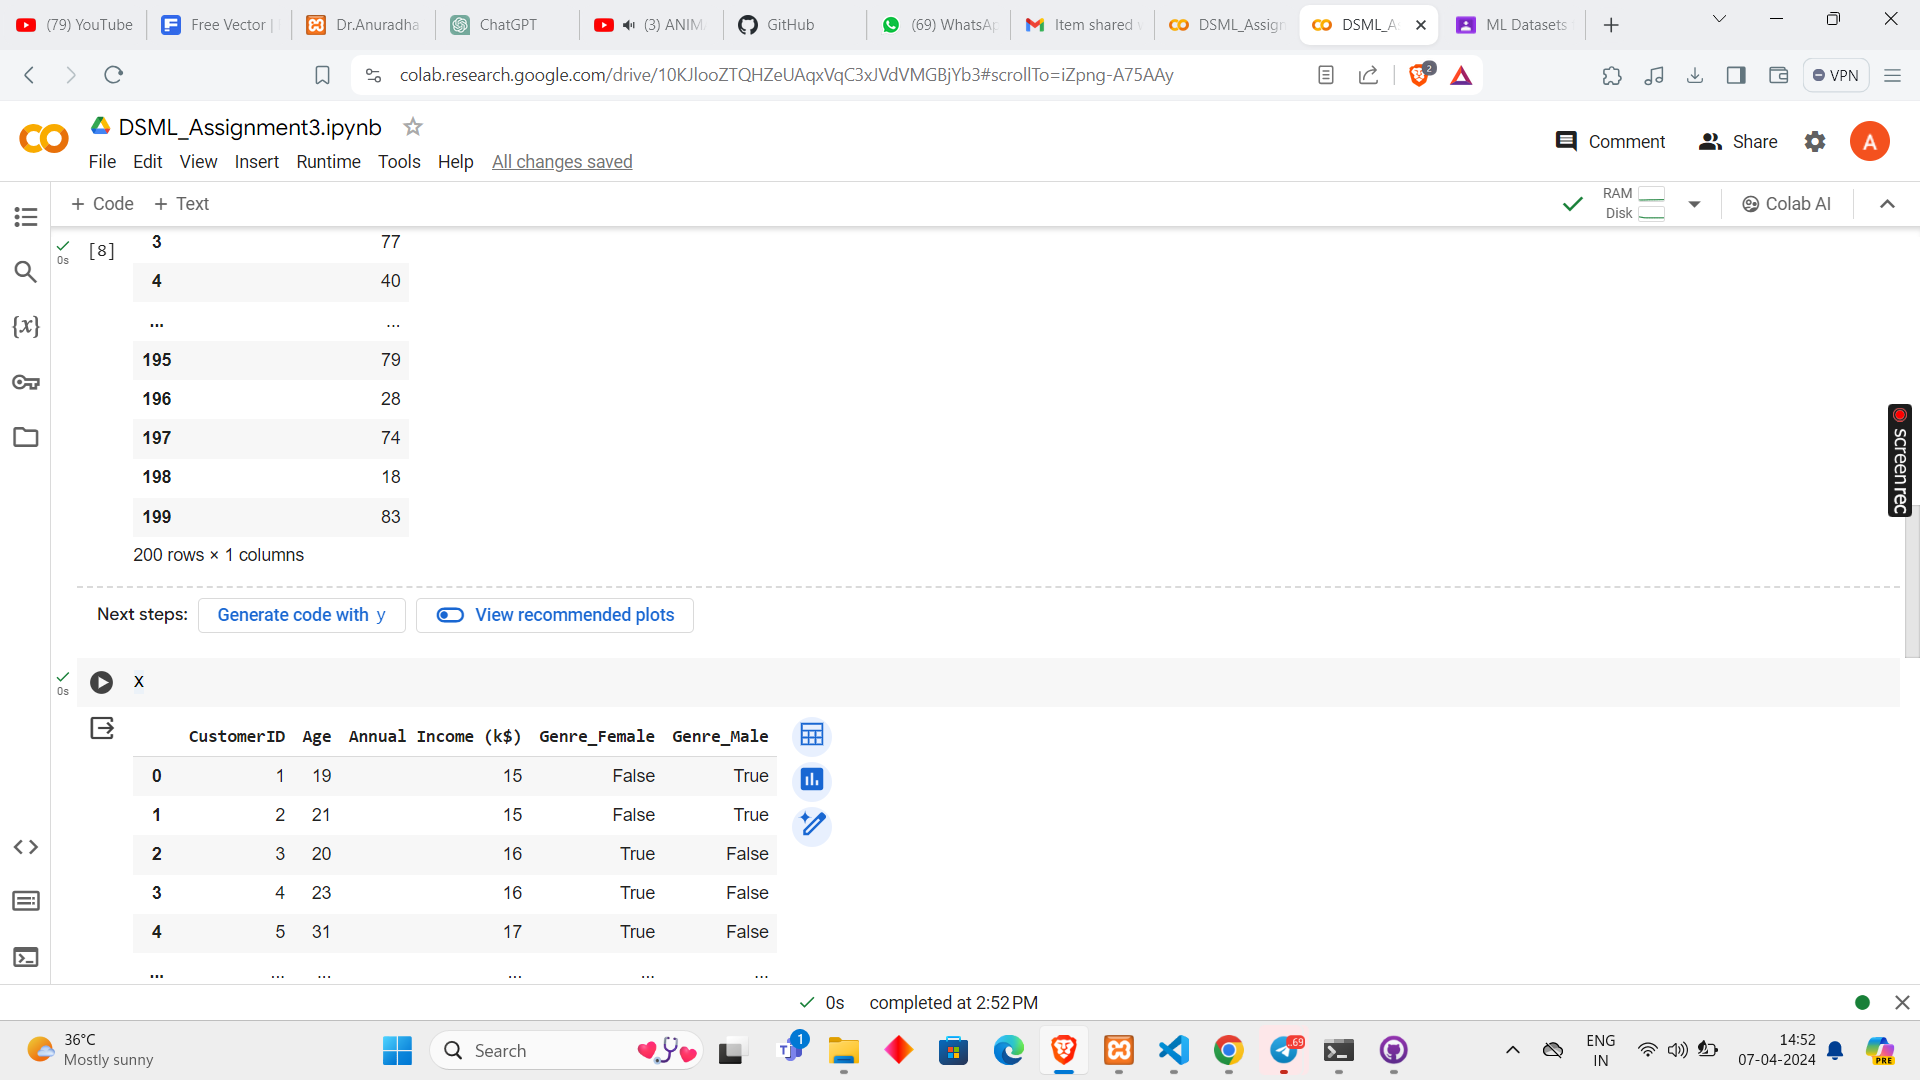 (79) YouTube
Free Vector |
Dr.Anuradha
ChatGPT
(3) ANIM
GitHub
(69) WhatsAp
Item shared
DSML_Assign
DSML_A
ML Datasets
colab.research.google.com/drive/10KJlooZTQHZeUAqxVqC3xJVdVMGBjYb3#scrollTo=iZpng-A75AAy
2
VPN
DSML_Assignment3.ipynb
Comment
Share
A
File Edit View Insert Runtime Tools Help All changes saved
+ Code + Text
RAM
Disk
Colab AI
{x}
0s
[8]
3 77
4 40
... ...
195 79
196 28
197 74
198 18
199 83
200 rows × 1 columns
Next steps: Generate code with y View recommended plots
0s
x
CustomerID Age Annual Income (k$) Genre_Female Genre_Male
0 1 19 15 False True
1 2 21 15 False True
2 3 20 16 True False
3 4 23 16 True False
4 5 31 17 True False
... ... ... ... ... ...
screen rec
0s completed at 2:52 PM
36°C
Mostly sunny
Search
1
69
ENG
IN
14:52
07-04-2024
PRE